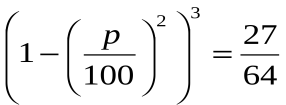 (1 − (p/100)²)³ = 27/64